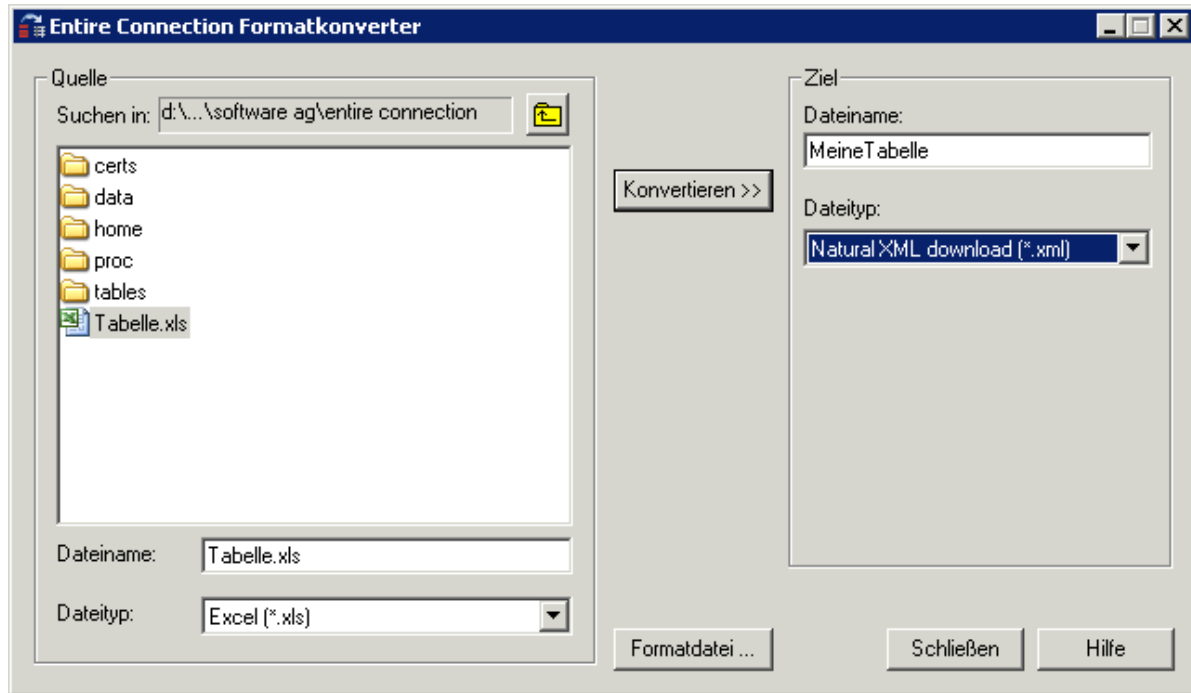 Entire Connection Formatkonverter
Quelle
Suchen in: d:\...\software ag\entire connection
certs
data
home
proc
tables
Tabelle.xls
Dateiname: Tabelle.xls
Dateityp: Excel (*.xls)
Konvertieren >>
Formatdatei ...
Ziel
Dateiname:
MeineTabelle
Dateityp:
Natural XML download (*.xml)
Schließen
Hilfe